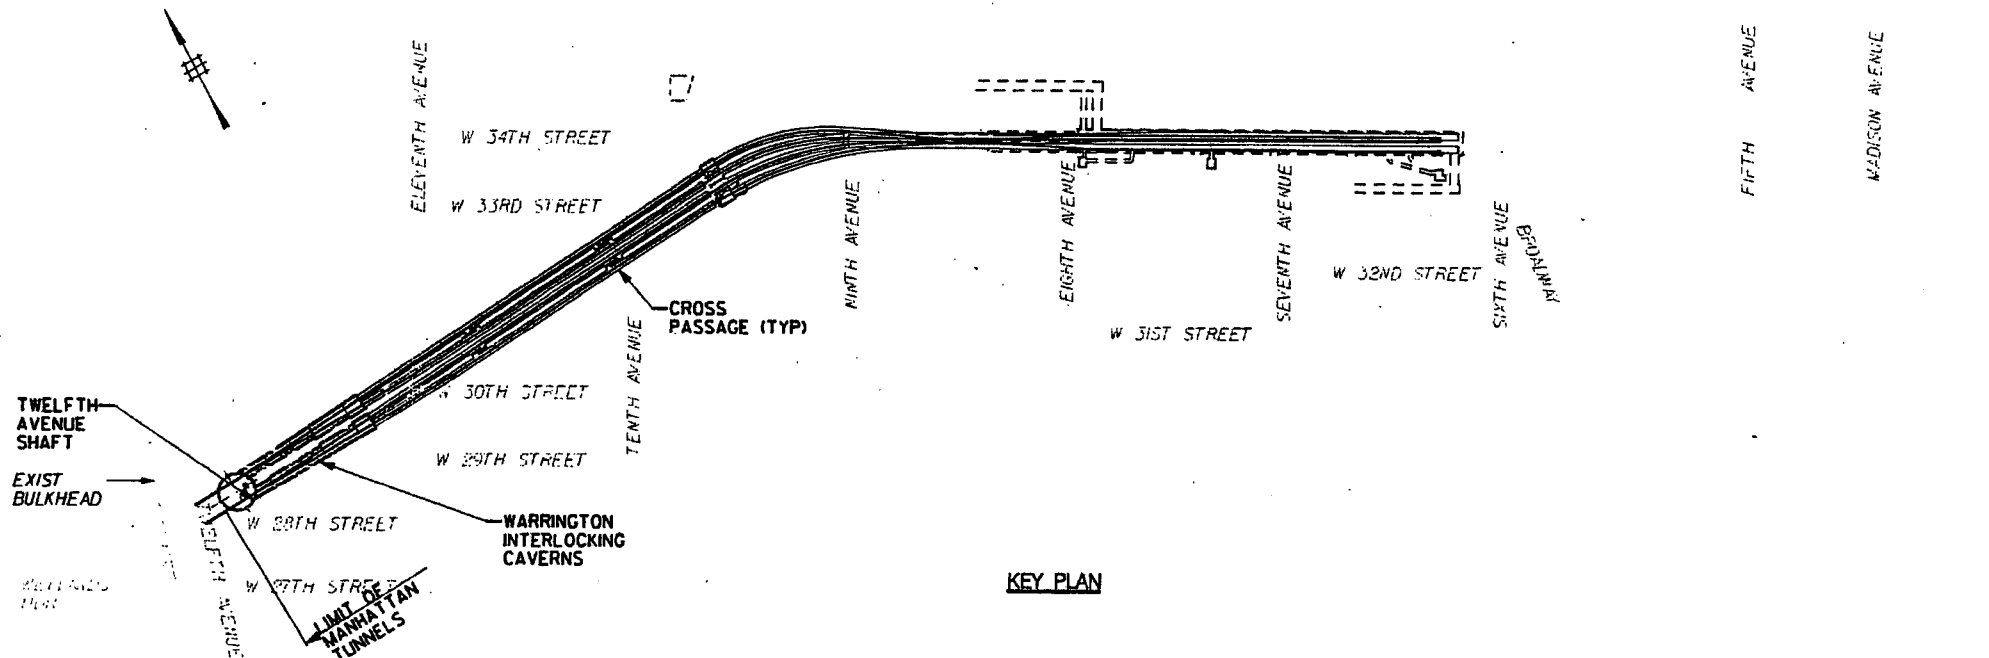 ELEVENTH AVENUE
W 34TH STREET
W 33RD STREET
FIFTH AVENUE
MADISON AVENUE
NINTH AVENUE
EIGHTH AVENUE
SEVENTH AVENUE
SIXTH AVENUE
BROADWAY
W 32ND STREET
W 31ST STREET
CROSS
PASSAGE (TYP)
TENTH AVENUE
W 30TH STREET
W 29TH STREET
TWELFTH
AVENUE
SHAFT
EXIST
BULKHEAD
W 28TH STREET
WARRINGTON
INTERLOCKING
CAVERNS
W 27TH STREET
TWELFTH AVENUE
LIMIT OF
MANHATTAN
TUNNELS
KEY PLAN